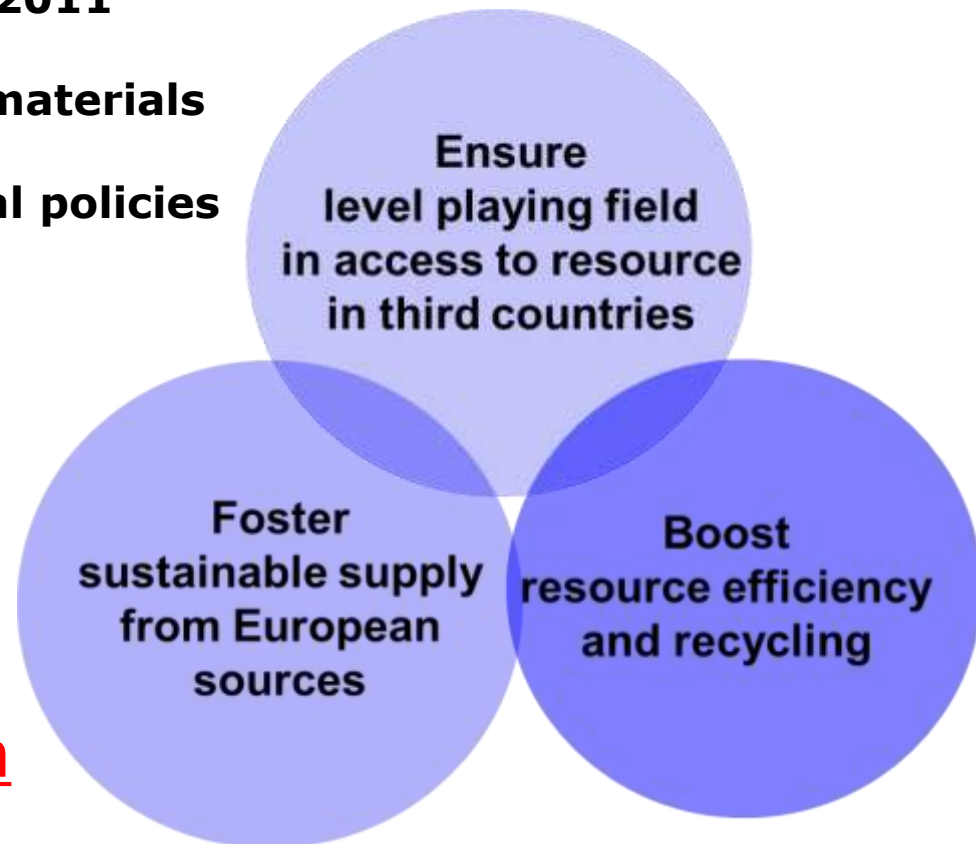 2011
materials
al policies
Ensure
level playing field
in access to resource
in third countries
Foster
sustainable supply
from European
sources
Boost
resource efficiency
and recycling
n